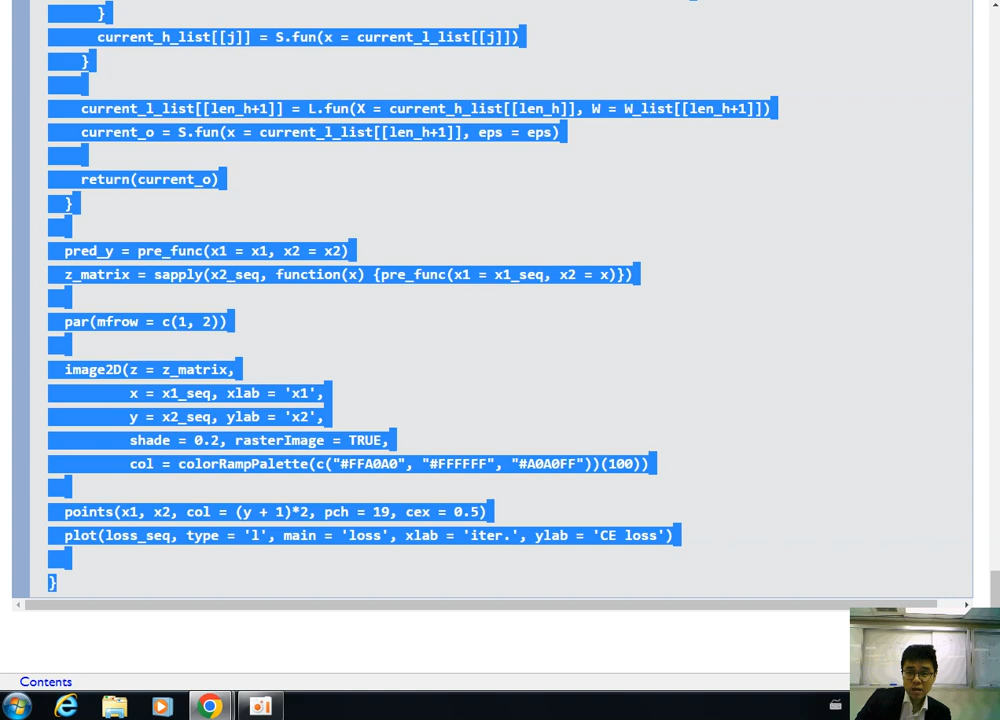 }
current_h_list[[j]] = S.fun(x = current_l_list[[j]])
}
current_l_list[[len_h+1]] = L.fun(X = current_h_list[[len_h]], W = W_list[[len_h+1]])
current_o = S.fun(x = current_l_list[[len_h+1]], eps = eps)
return(current_o)
}
pred_y = pre_func(x1 = x1, x2 = x2)
z_matrix = sapply(x2_seq, function(x) {pre_func(x1 = x1_seq, x2 = x)})
par(mfrow = c(1, 2))
image2D(z = z_matrix,
x = x1_seq, xlab = 'x1',
y = x2_seq, ylab = 'x2',
shade = 0.2, rasterImage = TRUE,
col = colorRampPalette(c("#FFA0A0", "#FFFFFF", "#A0A0FF"))(100))
points(x1, x2, col = (y + 1)*2, pch = 19, cex = 0.5)
plot(loss_seq, type = 'l', main = 'loss', xlab = 'iter.', ylab = 'CE loss')
}
Contents